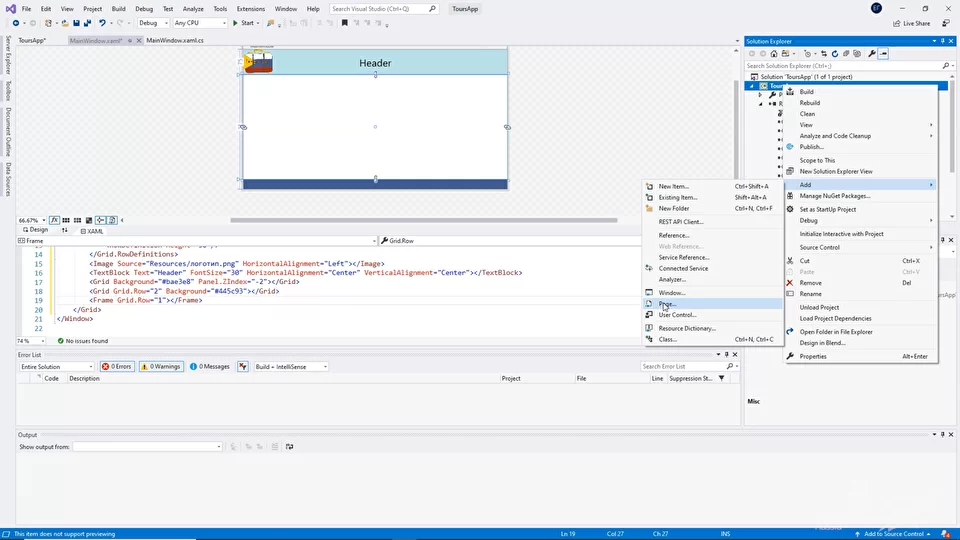 File Edit View Project Build Debug Test Analyze Tools Extensions Window Help Search Visual Studio (Ctrl+;) ToursApp
Debug Any CPU Start Live Share
ToursApp* MainWindow.xaml* MainWindow.xaml.cs
Server Explorer
Toolbox
Document Outline
Data Sources
Header
66.67%
Design XAML
Frame Grid.Row
14 </Grid.RowDefinitions>
15 <Image Source="Resources/логотип.png" HorizontalAlignment="Left"></Image>
16 <TextBlock Text="Header" FontSize="30" HorizontalAlignment="Center" VerticalAlignment="Center"></TextBlock>
17 <Grid Background="#bae3e8" Panel.ZIndex="-2"></Grid>
18 <Grid Grid.Row="2" Background="#445c93"></Grid>
19 <Frame Grid.Row="1"></Frame>
20 </Grid>
21 </Window>
22
74 % No issues found
Error List
Entire Solution 0 Errors 0 Warnings 0 Messages Build + IntelliSense Search Error List
Code Description Project File Line Suppression St...
Output
Show output from:
Solution Explorer
Search Solution Explorer (Ctrl+;)
Solution 'ToursApp' (1 of 1 project)
Build
Rebuild
Clean
View
Analyze and Code Cleanup
Publish...
Scope to This
New Solution Explorer View
Add
Manage NuGet Packages...
Set as StartUp Project
Debug
Initialize Interactive with Project
Source Control
Cut Ctrl+X
Paste Ctrl+V
Remove Del
Rename
Unload Project
Load Project Dependencies
Open Folder in File Explorer
Design in Blend...
Properties Alt+Enter
New Item... Ctrl+Shift+A
Existing Item... Shift+Alt+A
New Folder Ctrl+N, Ctrl+F
REST API Client...
Reference...
Web Reference...
Service Reference...
Connected Service
Analyzer...
Window...
Page...
User Control...
Resource Dictionary...
Class... Ctrl+N, Ctrl+C
Misc
This item does not support previewing Ln 19 Col 27 Ch 27 INS Add to Source Control